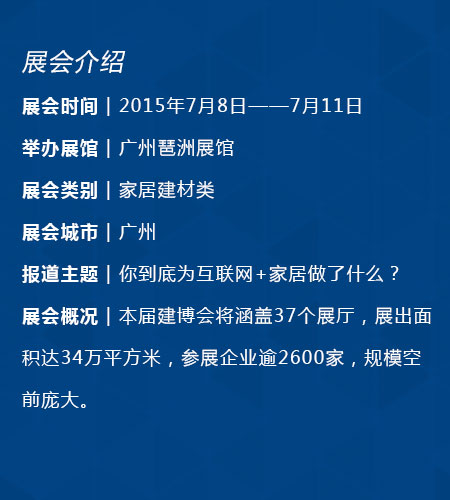 展会介绍
展会时间 | 2015年7月8日——7月11日
举办展馆 | 广州琶洲展馆
展会类别 | 家居建材类
展会城市 | 广州
报道主题 | 你到底为互联网+家居做了什么？
展会概况 | 本届建博会将涵盖37个展厅，展出面
积达34万平方米，参展企业逾2600家，规模空
前庞大。